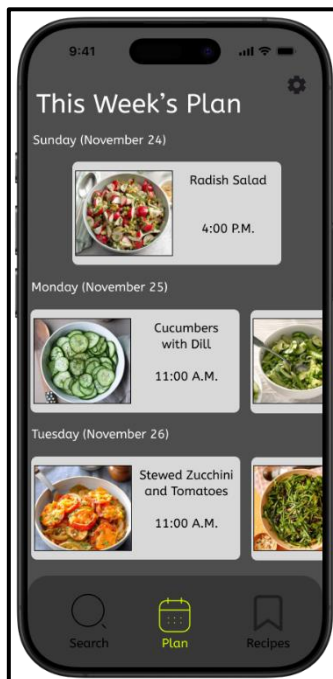 9:41
This Week's Plan
Sunday (November 24)
Radish Salad
4:00 P.M.
Monday (November 25)
Cucumbers
with Dill
11:00 A.M.
Tuesday (November 26)
Stewed Zucchini
and Tomatoes
11:00 A.M.
Search
Plan
Recipes